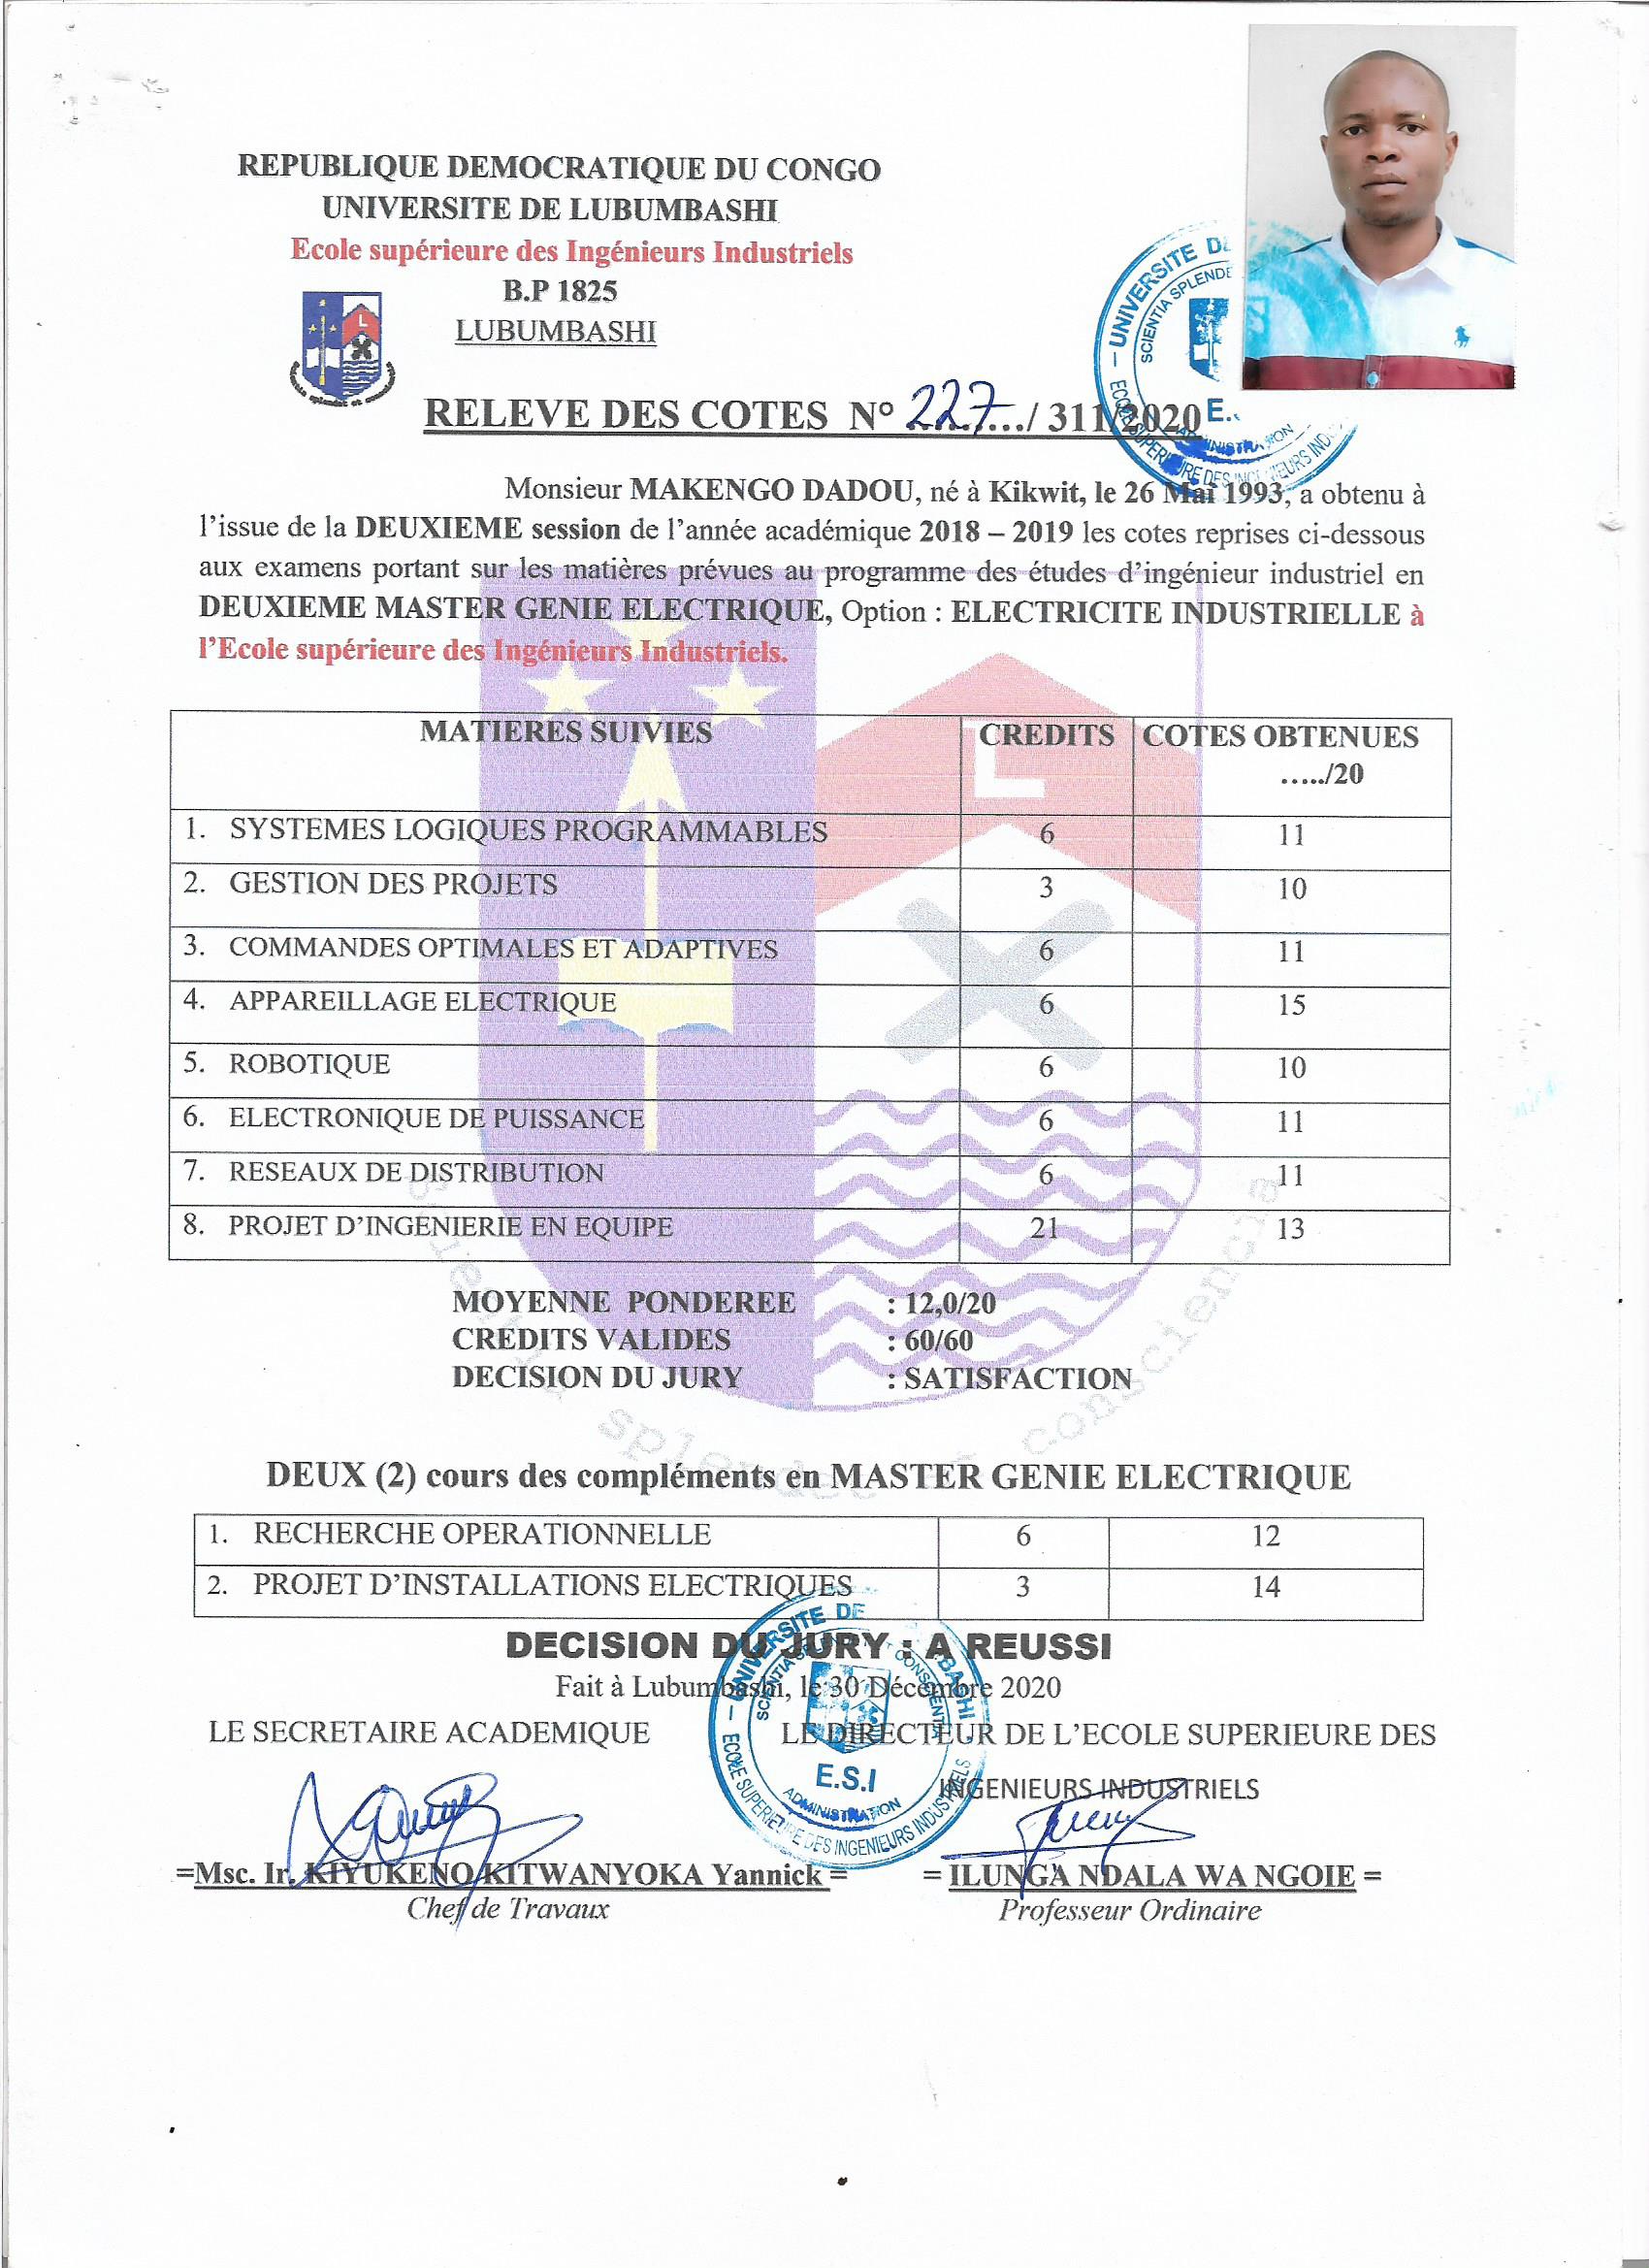 REPUBLIQUE DEMOCRATIQUE DU CONGO
UNIVERSITE DE LUBUMBASHI
Ecole supérieure des Ingénieurs Industriels
B.P 1825
LUBUMBASHI
L
UNIVERSITE DE
SCIENTIA SPLENDE
E.
ADMINISTRATION
ECOLE SUPERIEURE DES INGENIEURS IND
RELEVE DES COTES N° 227........./ 311/2020
Monsieur MAKENGO DADOU, né à Kikwit, le 26 Mai 1993, a obtenu à
l'issue de la DEUXIEME session de l'année académique 2018 – 2019 les cotes reprises ci-dessous
aux examens portant sur les matières prévues au programme des études d'ingénieur industriel en
DEUXIEME MASTER GENIE ELECTRIQUE, Option : ELECTRICITE INDUSTRIELLE à
l'Ecole supérieure des Ingénieurs Industriels.
MATIERES SUIVIES CREDITS COTES OBTENUES
…../20
1. SYSTEMES LOGIQUES PROGRAMMABLES 6 11
2. GESTION DES PROJETS 3 10
3. COMMANDES OPTIMALES ET ADAPTIVES 6 11
4. APPAREILLAGE ELECTRIQUE 6 15
5. ROBOTIQUE 6 10
6. ELECTRONIQUE DE PUISSANCE 6 11
7. RESEAUX DE DISTRIBUTION 6 11
8. PROJET D'INGENIERIE EN EQUIPE 21 13
MOYENNE PONDEREE : 12,0/20
CREDITS VALIDES : 60/60
DECISION DU JURY : SATISFACTION
splendet et conscientia
DEUX (2) cours des compléments en MASTER GENIE ELECTRIQUE
1. RECHERCHE OPERATIONNELLE 6 12
2. PROJET D'INSTALLATIONS ELECTRIQUES 3 14
DECISION DU JURY : A REUSSI
Fait à Lubumbashi, le 30 Décembre 2020
LE SECRETAIRE ACADEMIQUE LE DIRECTEUR DE L'ECOLE SUPERIEURE DES
INGENIEURS INDUSTRIELS
UNIVERSITE DE BASHI
E.S.I
ADMINISTRATION
ECOLE SUPERIEURE DES INGENIEURS INDUSTRIELS
=Msc. Ir. KIYUKENO KITWANYOKA Yannick = = ILUNGA NDALA WA NGOIE =
Chef de Travaux Professeur Ordinaire